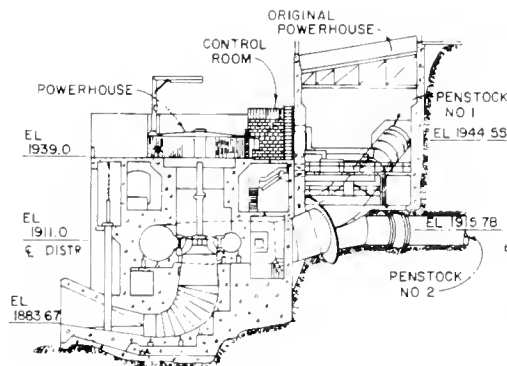 ORIGINAL
POWERHOUSE
CONTROL
ROOM
POWERHOUSE
PENSTOCK
NO 1
EL
1939.0
EL 1944 55
EL
1911.0
℄ DISTR
EL 1915.78
PENSTOCK
NO 2
EL
1883 67